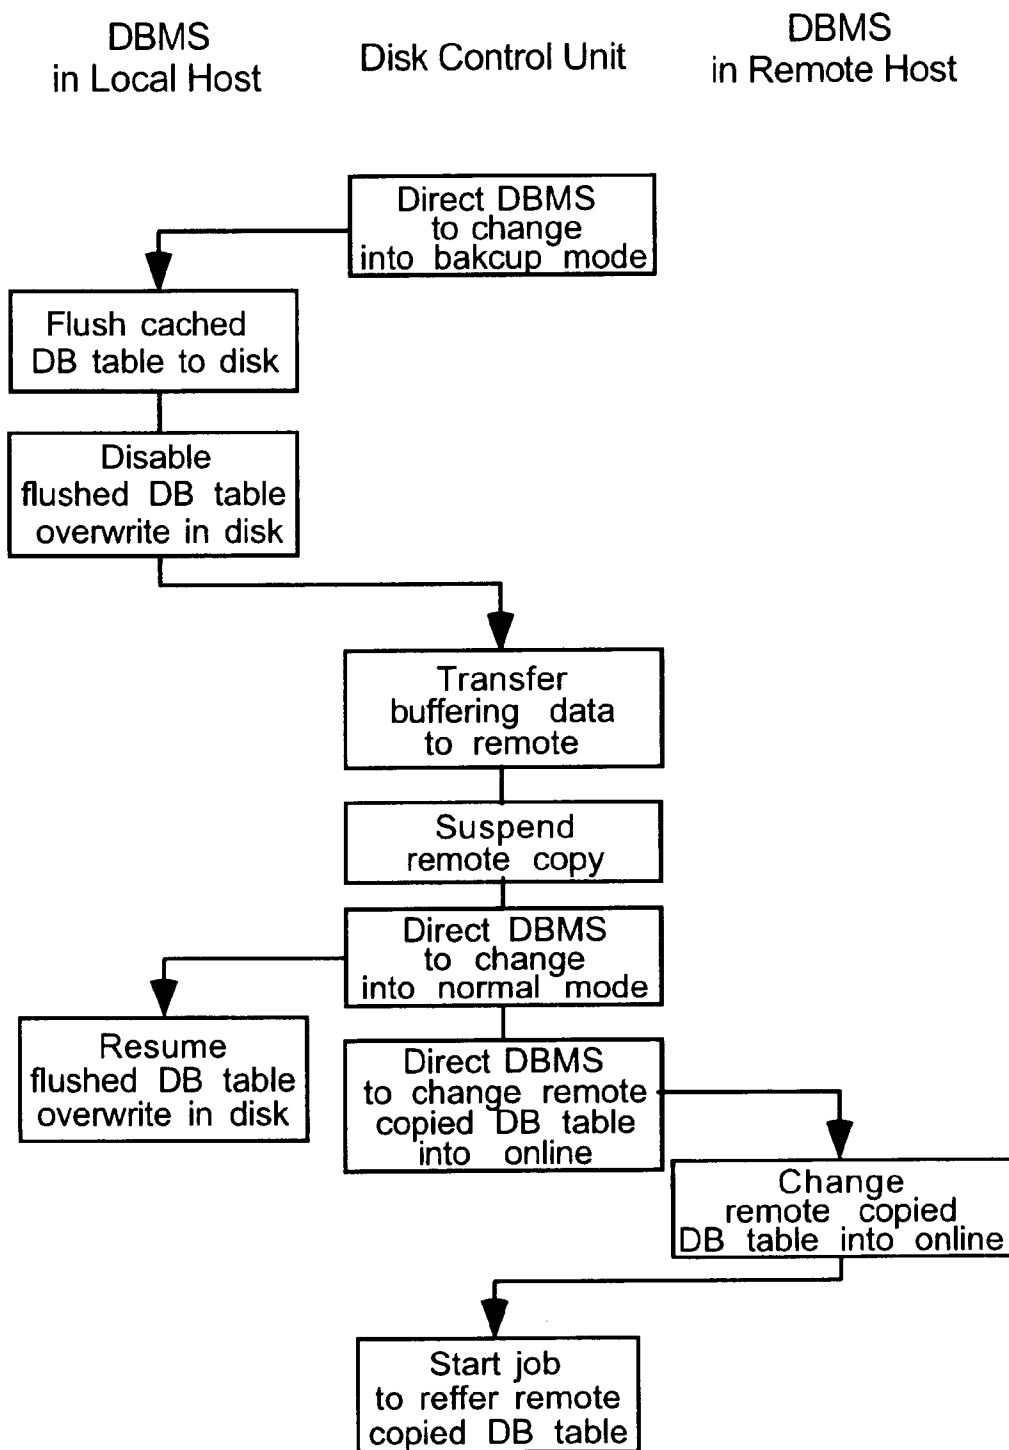 DBMS
in Local Host
Disk Control Unit
DBMS
in Remote Host
Direct DBMS
to change
into bakcup mode
Flush cached
DB table to disk
Disable
flushed DB table
overwrite in disk
Transfer
buffering data
to remote
Suspend
remote copy
Direct DBMS
to change
into normal mode
Resume
flushed DB table
overwrite in disk
Direct DBMS
to change remote
copied DB table
into online
Change
remote copied
DB table into online
Start job
to reffer remote
copied DB table